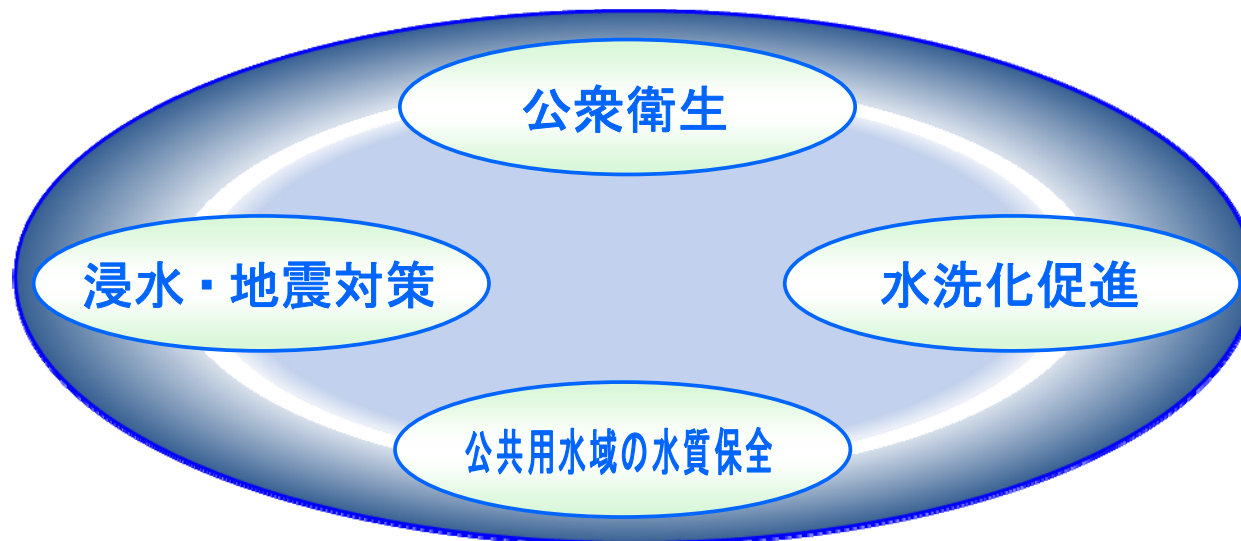 公衆衛生
浸水・地震対策
水洗化促進
公共用水域の水質保全